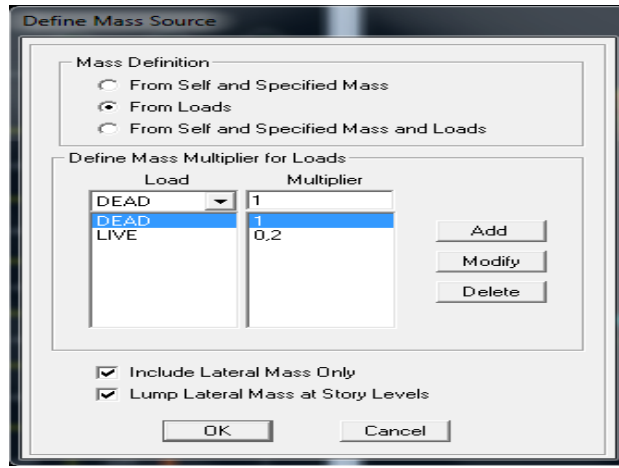 Define Mass Source
Mass Definition
From Self and Specified Mass
From Loads
From Self and Specified Mass and Loads
Define Mass Multiplier for Loads
Load Multiplier
DEAD 1
DEAD 1
LIVE 0,2
Add
Modify
Delete
Include Lateral Mass Only
Lump Lateral Mass at Story Levels
OK Cancel